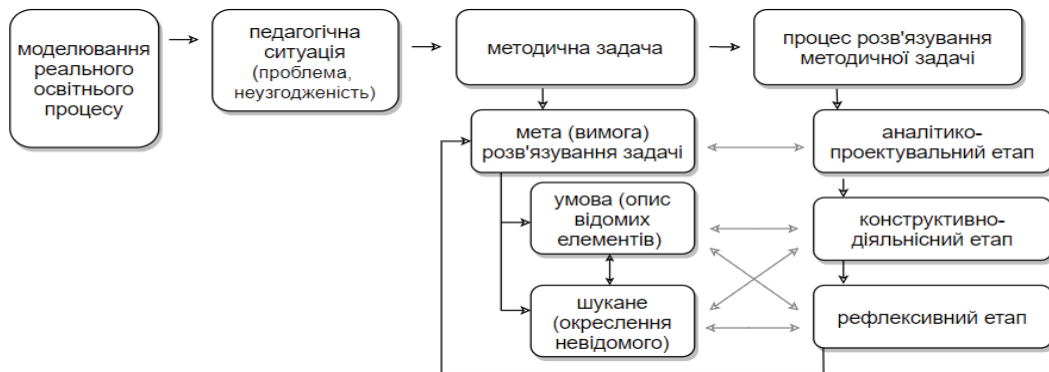 моделювання
реального
освітнього
процесу
педагогічна
ситуація
(проблема,
неузгодженість)
методична задача
процес розв'язування
методичної задачі
мета (вимога)
розв'язування задачі
аналітико-
проектувальний етап
умова (опис
відомих
елементів)
конструктивно-
діяльнісний етап
шукане
(окреслення
невідомого)
рефлексивний етап